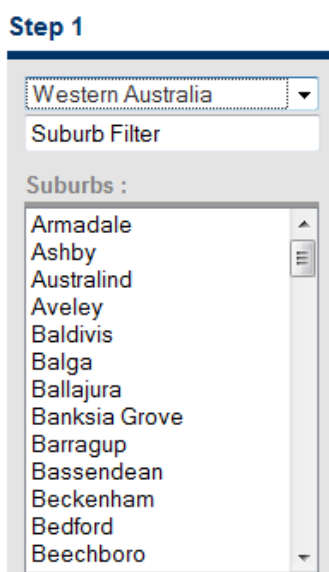 Step 1
Western Australia
Suburb Filter
Suburbs :
Armadale
Ashby
Australind
Aveley
Baldivis
Balga
Ballajura
Banksia Grove
Barragup
Bassendean
Beckenham
Bedford
Beechboro